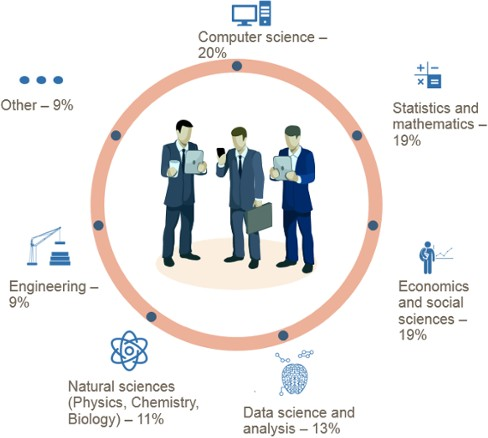 Computer science –
20%
Statistics and
mathematics –
19%
Economics
and social
sciences –
19%
Data science and
analysis – 13%
Natural sciences
(Physics, Chemistry,
Biology) – 11%
Engineering –
9%
Other – 9%